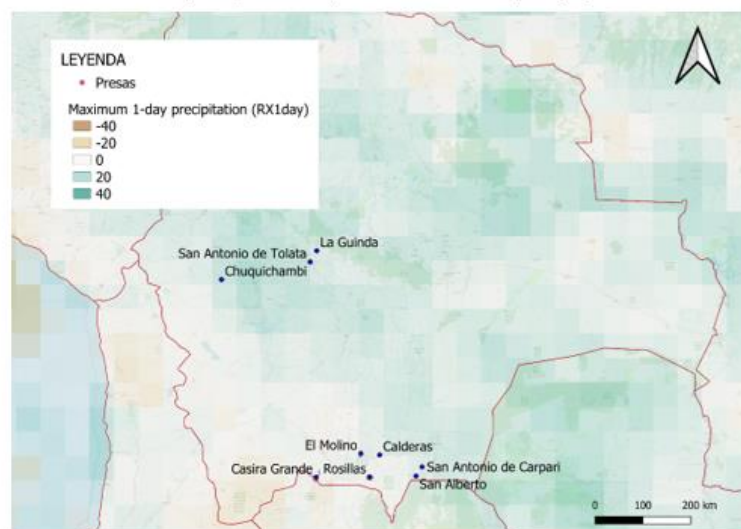 LEYENDA
Presas
Maximum 1-day precipitation (RX1day)
-40
-20
0
20
40
La Guinda
San Antonio de Tolata
Chuquichambi
El Molino
Calderas
Casira Grande
Rosillas
San Antonio de Carpari
San Alberto
0 100 200 km